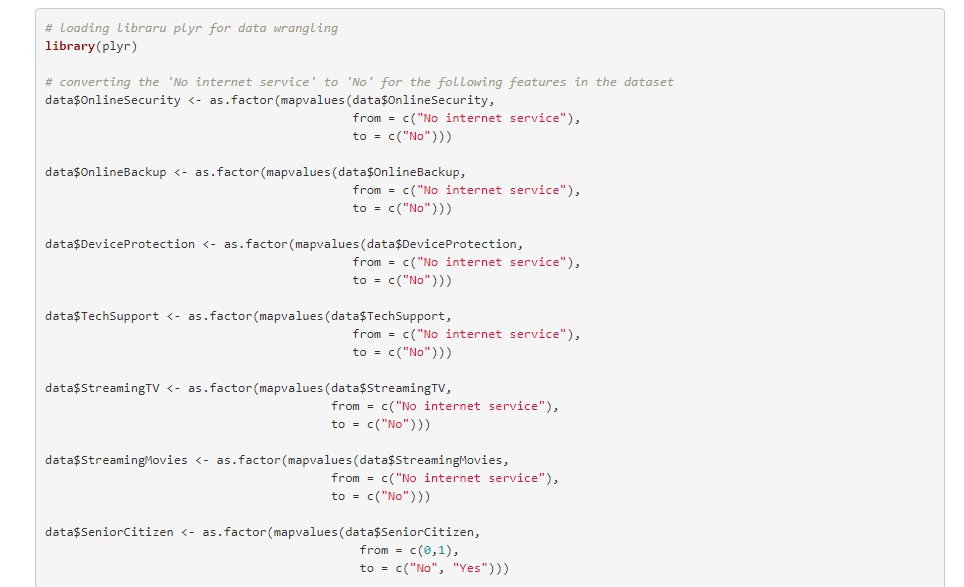 # loading libraru plyr for data wrangling
library(plyr)
# converting the 'No internet service' to 'No' for the following features in the dataset
data$OnlineSecurity <- as.factor(mapvalues(data$OnlineSecurity,
from = c("No internet service"),
to = c("No")))
data$OnlineBackup <- as.factor(mapvalues(data$OnlineBackup,
from = c("No internet service"),
to = c("No")))
data$DeviceProtection <- as.factor(mapvalues(data$DeviceProtection,
from = c("No internet service"),
to = c("No")))
data$TechSupport <- as.factor(mapvalues(data$TechSupport,
from = c("No internet service"),
to = c("No")))
data$StreamingTV <- as.factor(mapvalues(data$StreamingTV,
from = c("No internet service"),
to = c("No")))
data$StreamingMovies <- as.factor(mapvalues(data$StreamingMovies,
from = c("No internet service"),
to = c("No")))
data$SeniorCitizen <- as.factor(mapvalues(data$SeniorCitizen,
from = c(0,1),
to = c("No", "Yes")))